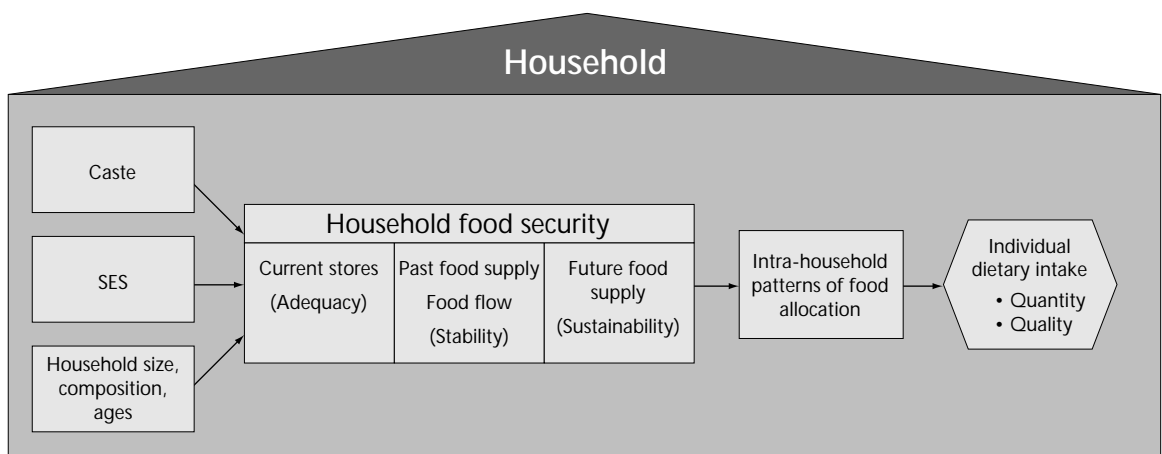 Household
Caste
SES
Household size,
composition,
ages
Household food security
Current stores
(Adequacy)
Past food supply
Food flow
(Stability)
Future food
supply
(Sustainability)
Intra-household
patterns of food
allocation
Individual
dietary intake
• Quantity
• Quality